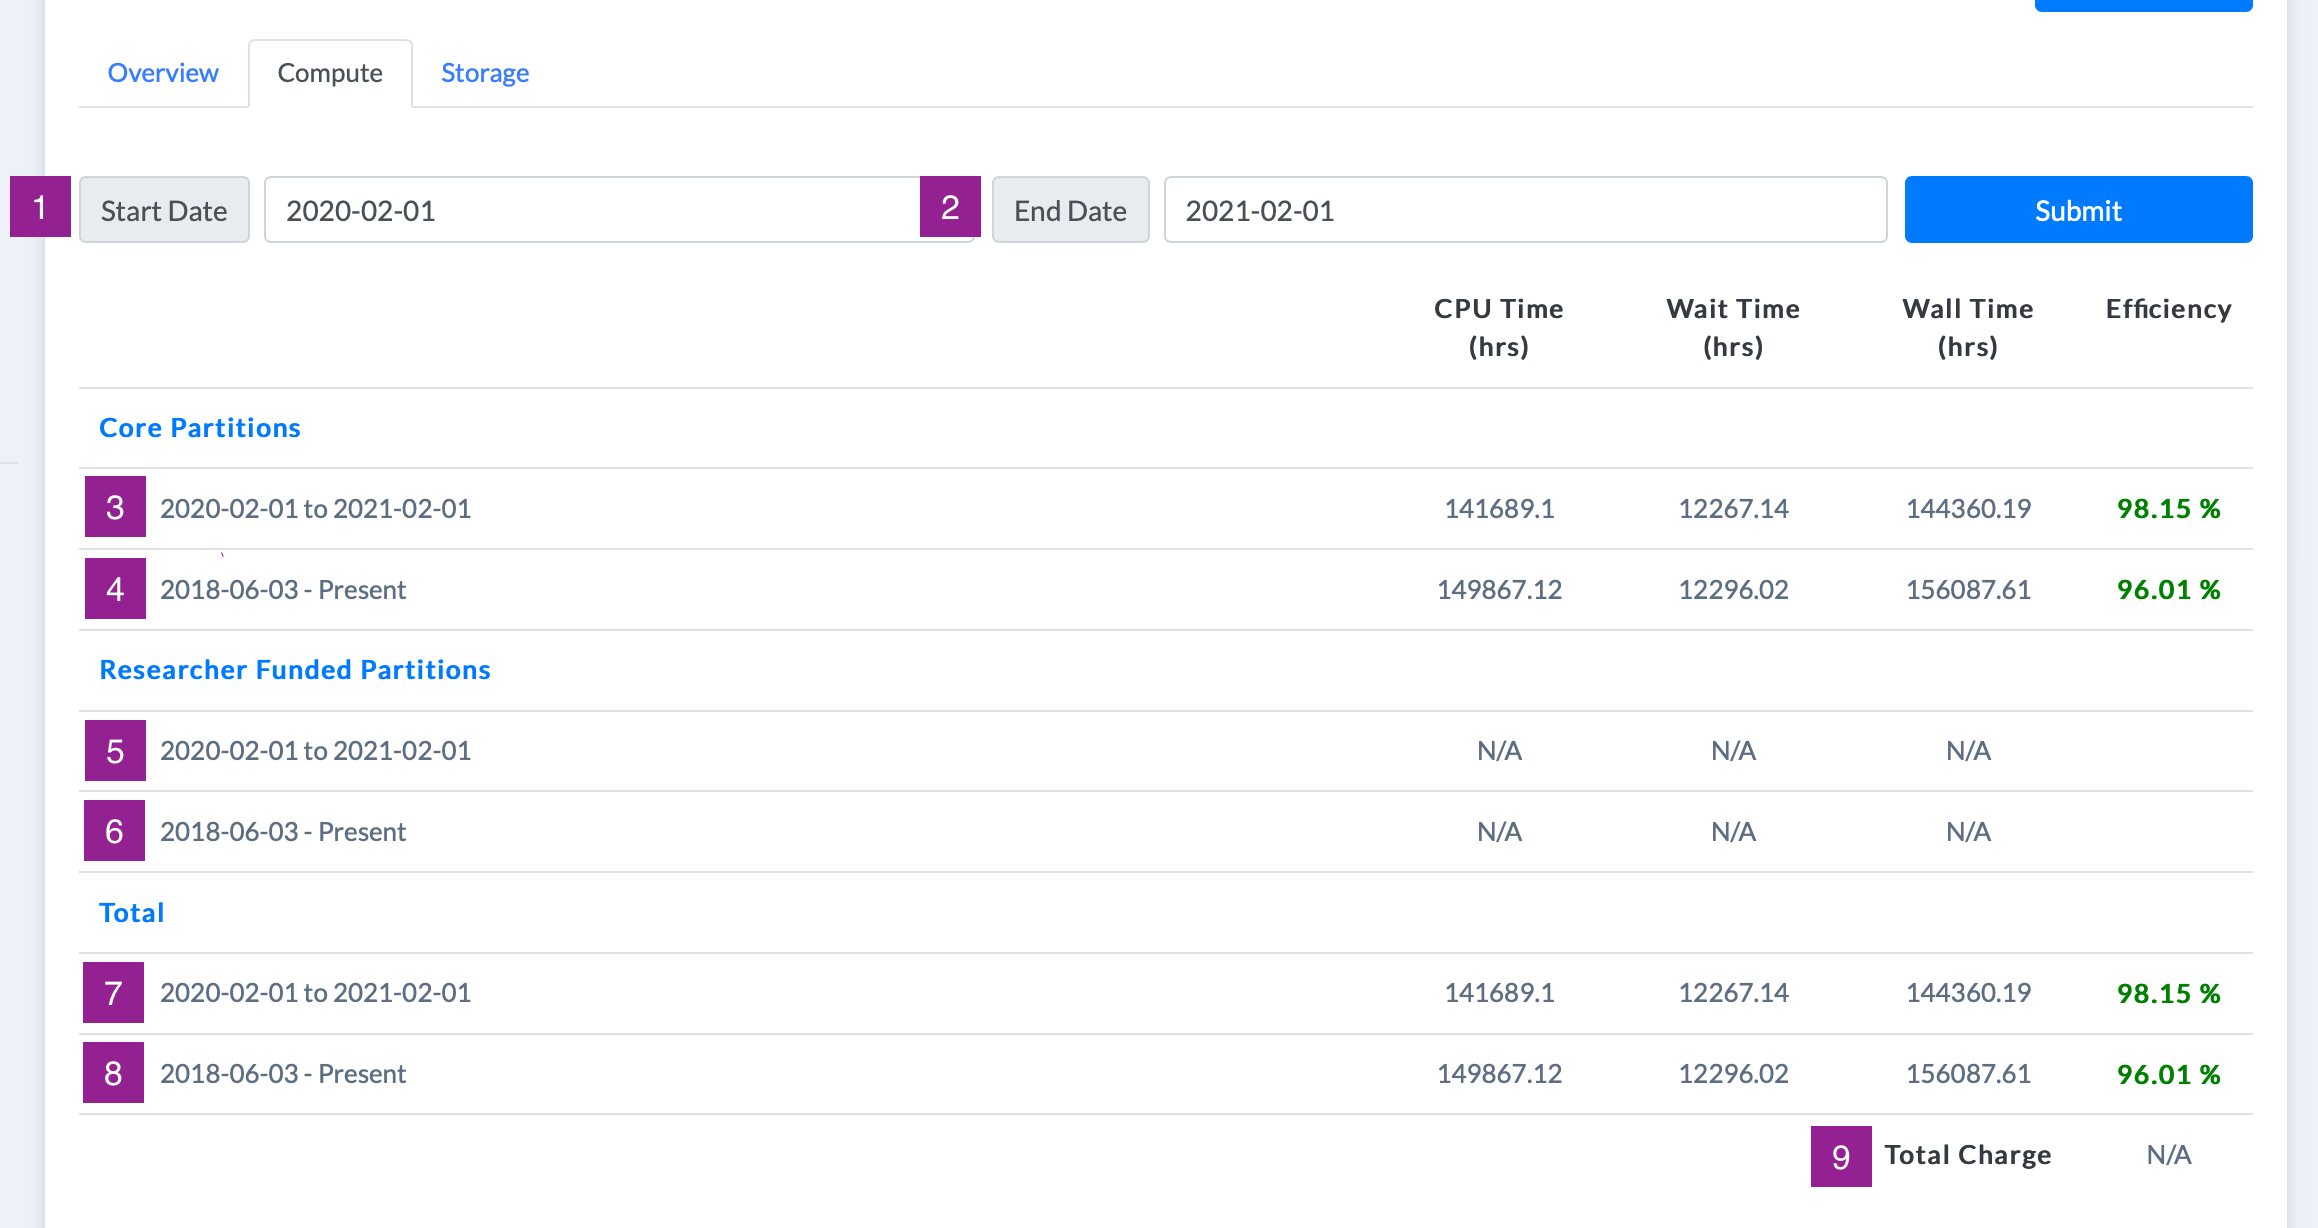 Overview Compute Storage
1 Start Date 2020-02-01 2 End Date 2021-02-01 Submit
CPU Time (hrs) Wait Time (hrs) Wall Time (hrs) Efficiency
Core Partitions
3 2020-02-01 to 2021-02-01 141689.1 12267.14 144360.19 98.15 %
4 2018-06-03 - Present 149867.12 12296.02 156087.61 96.01 %
Researcher Funded Partitions
5 2020-02-01 to 2021-02-01 N/A N/A N/A
6 2018-06-03 - Present N/A N/A N/A
Total
7 2020-02-01 to 2021-02-01 141689.1 12267.14 144360.19 98.15 %
8 2018-06-03 - Present 149867.12 12296.02 156087.61 96.01 %
9 Total Charge N/A